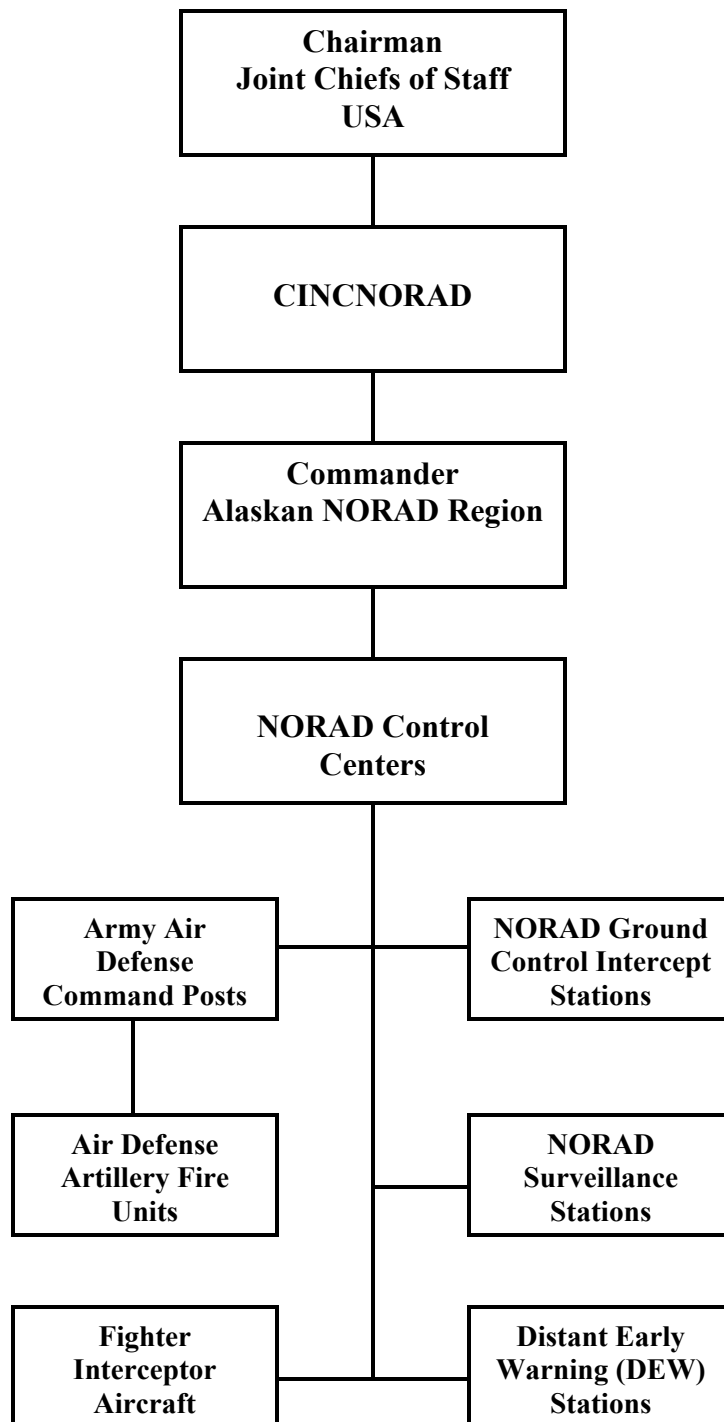 Chairman
Joint Chiefs of Staff
USA
CINCNORAD
Commander
Alaskan NORAD Region
NORAD Control
Centers
Army Air
Defense
Command Posts
NORAD Ground
Control Intercept
Stations
Air Defense
Artillery Fire
Units
NORAD
Surveillance
Stations
Fighter
Interceptor
Aircraft
Distant Early
Warning (DEW)
Stations